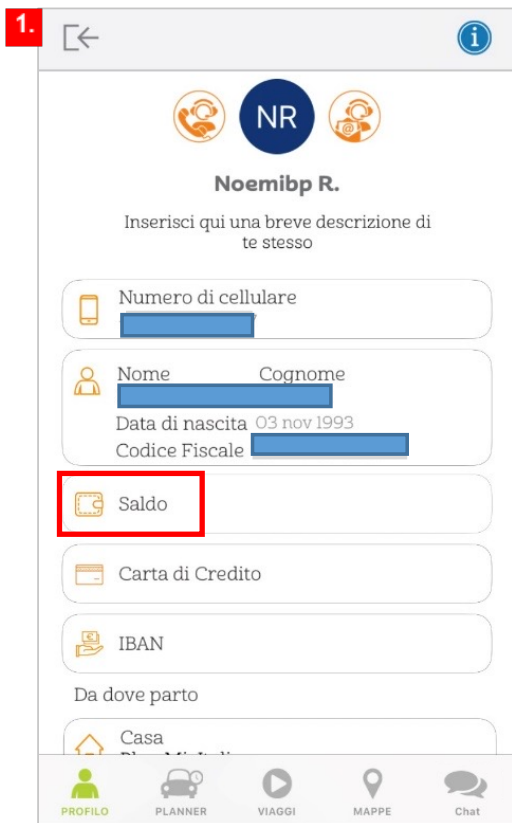 1.
NR
Noemibp R.
Inserisci qui una breve descrizione di
te stesso
Numero di cellulare
Nome Cognome
Data di nascita 03 nov 1993
Codice Fiscale
Saldo
Carta di Credito
IBAN
Da dove parto
Casa
PROFILO PLANNER VIAGGI MAPPE Chat